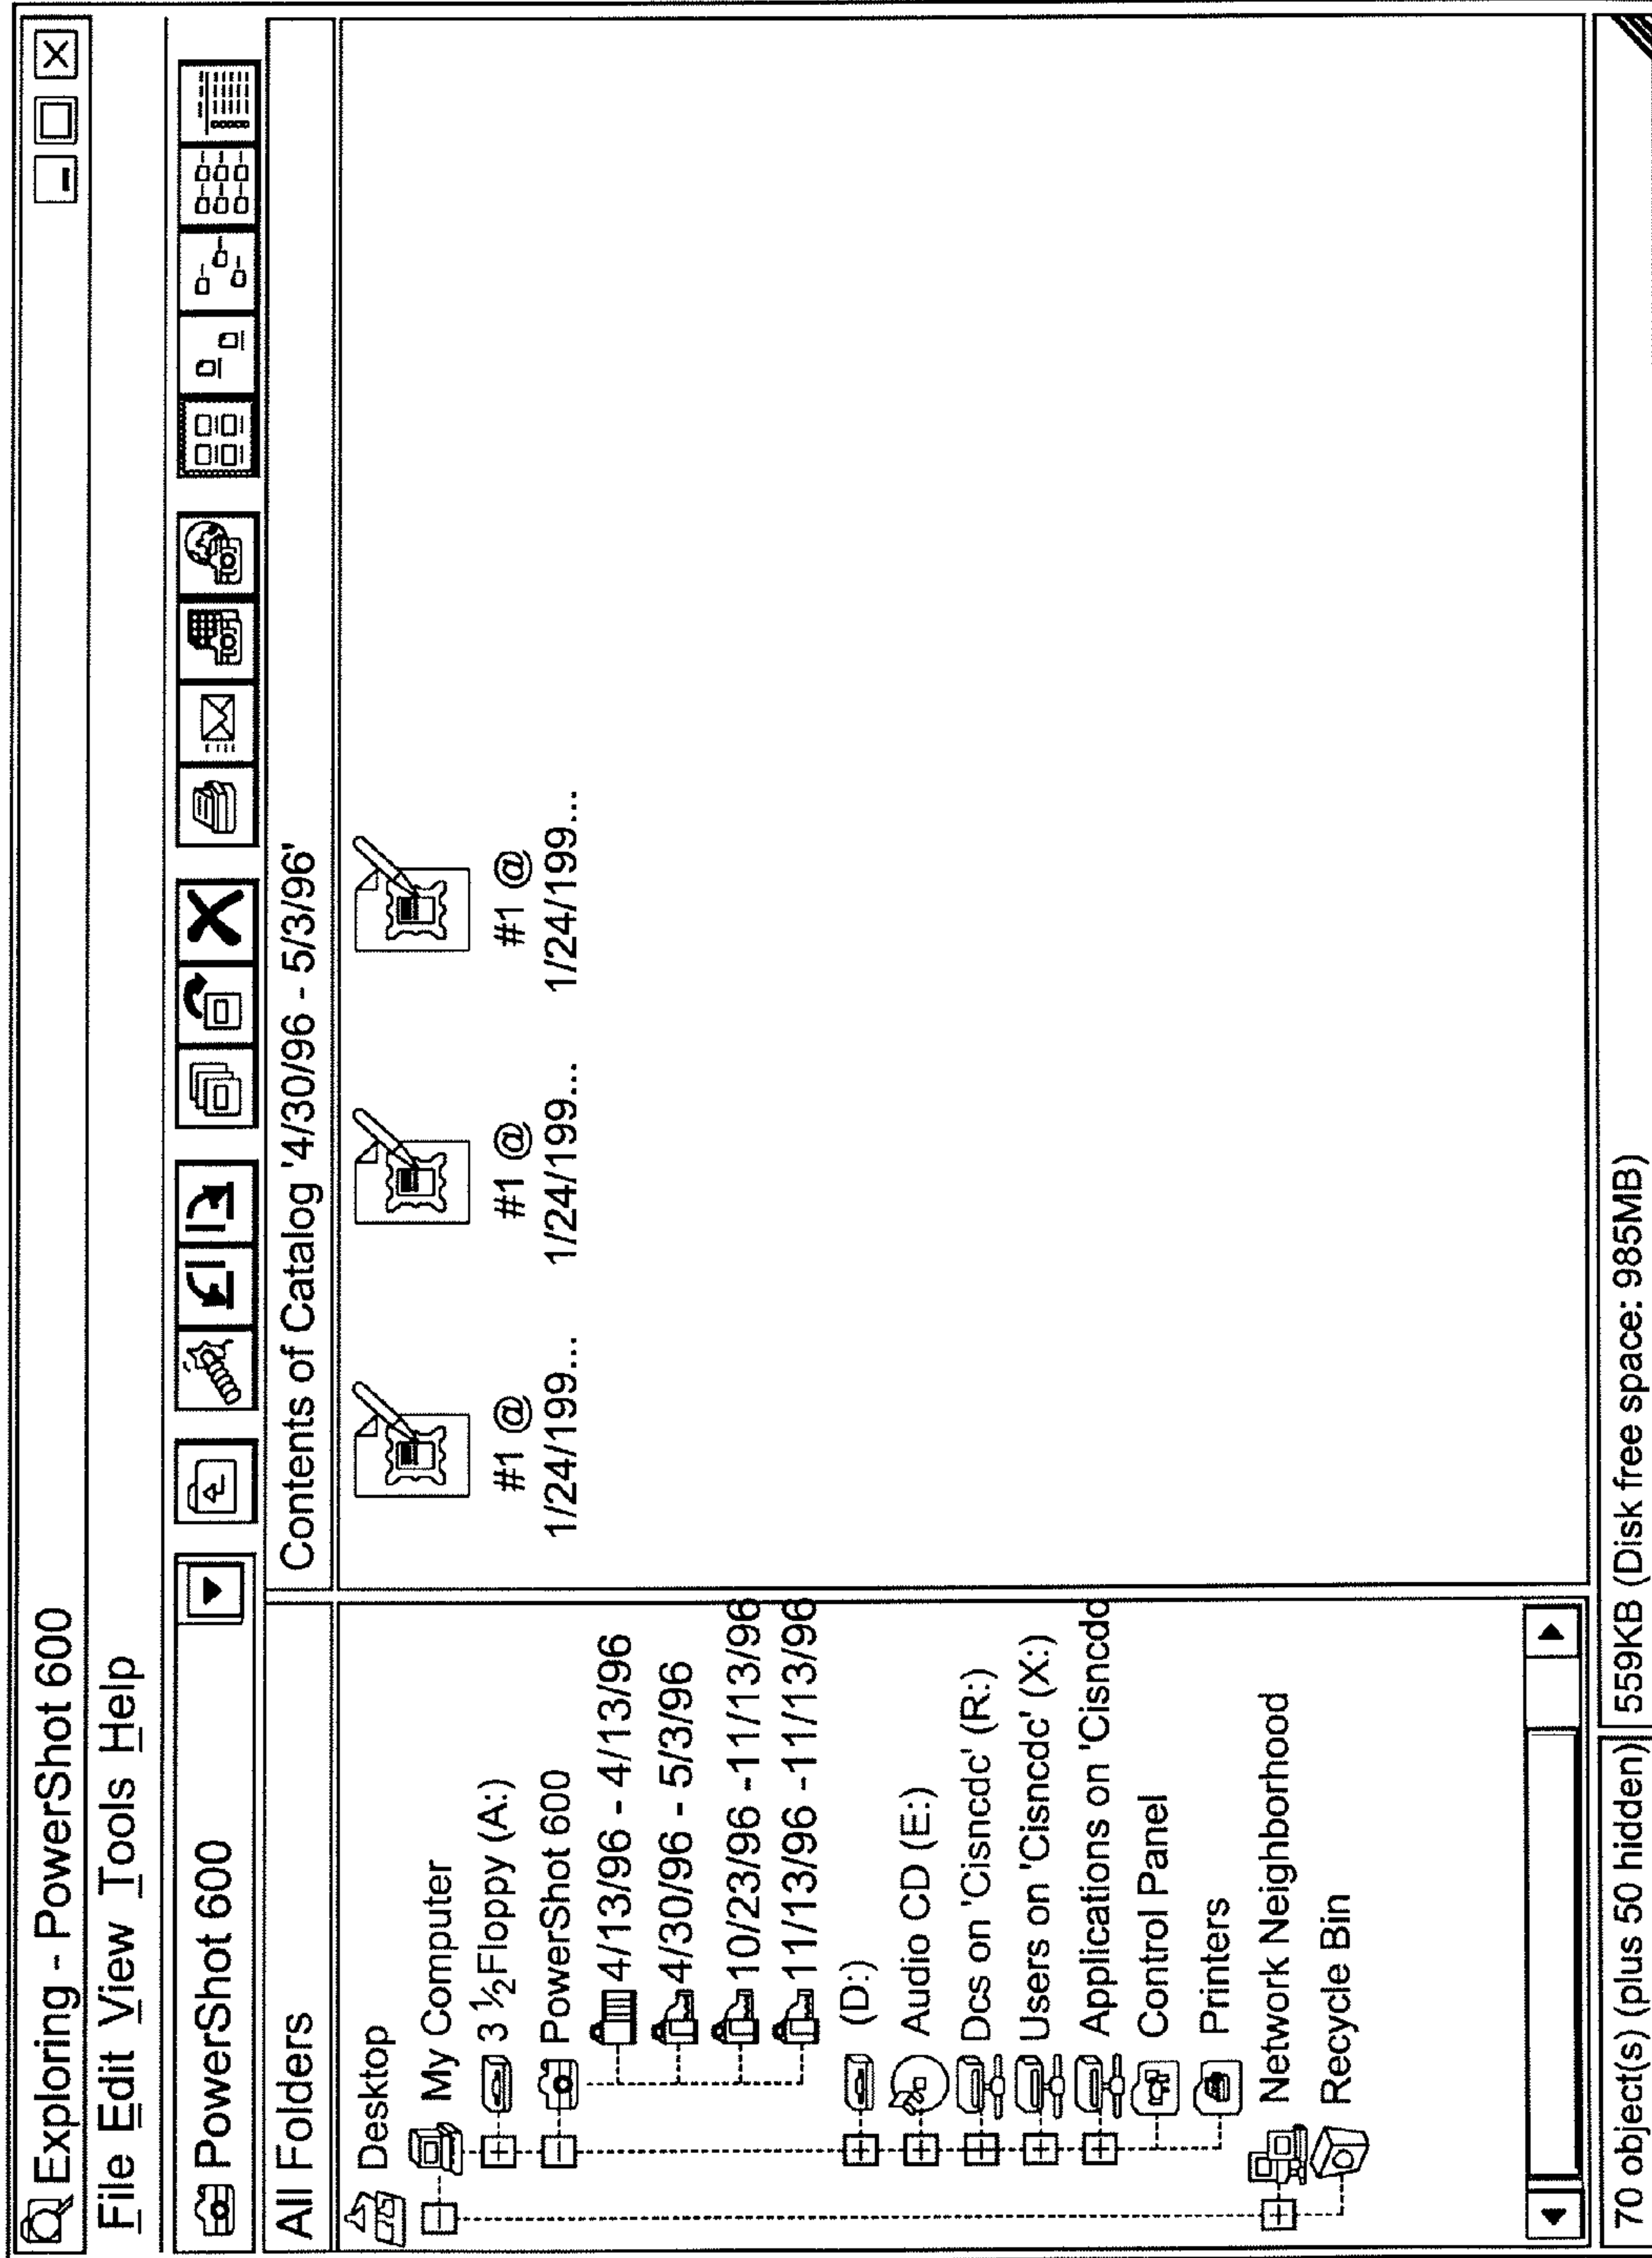 Exploring - PowerShot 600
File Edit View Tools Help
PowerShot 600
All Folders
Contents of Catalog '4/30/96 - 5/3/96'
Desktop
My Computer
3 ½ Floppy (A:)
PowerShot 600
4/13/96 - 4/13/96
4/30/96 - 5/3/96
10/23/96 -11/13/96
11/13/96 -11/13/96
(D:)
Audio CD (E:)
Dcs on 'Cisncdc' (R:)
Users on 'Cisncdc' (X:)
Applications on 'Cisncdc
Control Panel
Printers
Network Neighborhood
Recycle Bin
#1 @
1/24/199...
#1 @
1/24/199...
#1 @
1/24/199...
70 object(s) (plus 50 hidden)
559KB (Disk free space: 985MB)